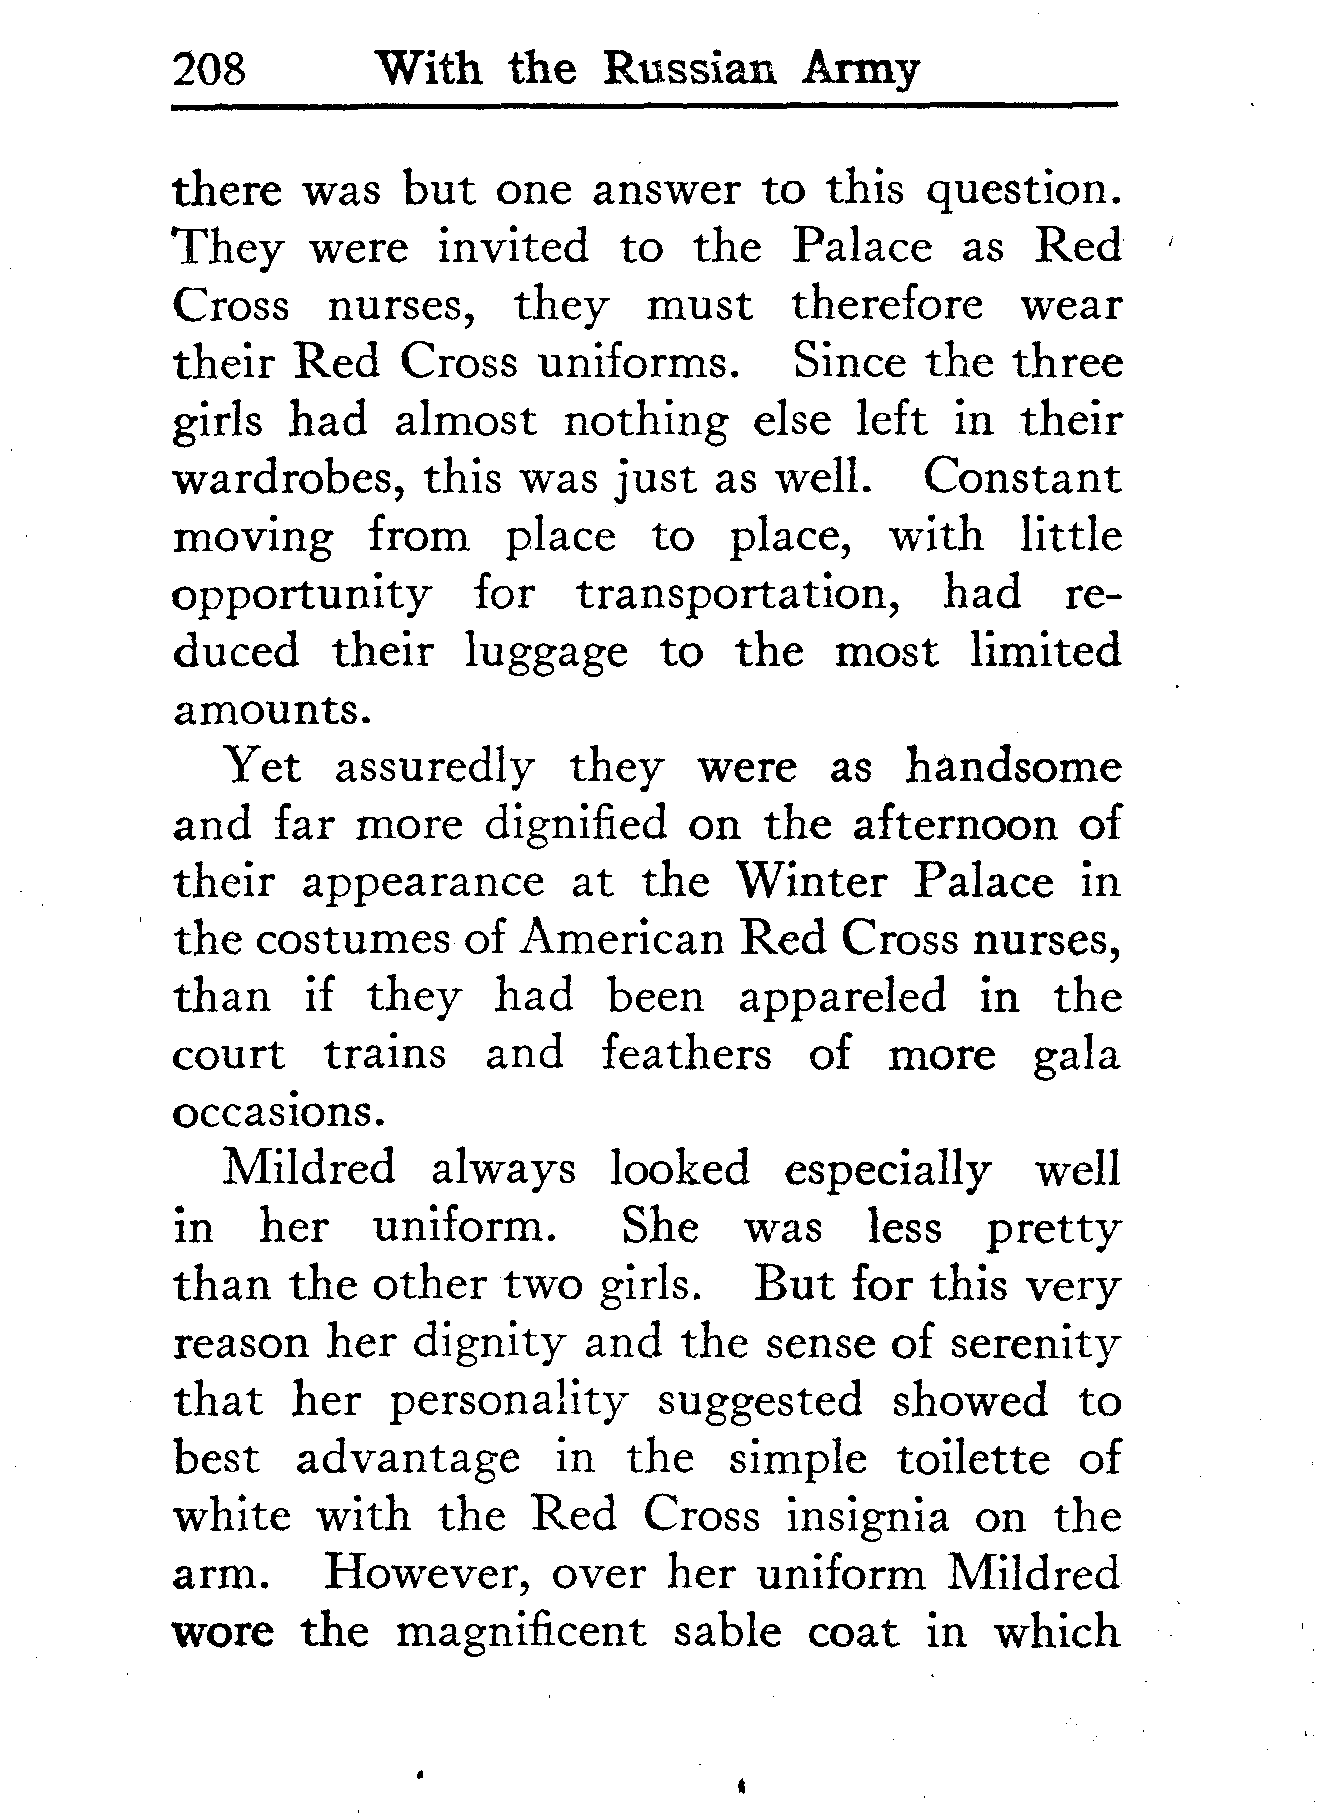 208 With the Russian Army
there was but one answer to this question.
They were invited to the Palace as Red
Cross nurses, they must therefore wear
their Red Cross uniforms. Since the three
girls had almost nothing else left in their
wardrobes, this was just as well. Constant
moving from place to place, with little
opportunity for transportation, had re-
duced their luggage to the most limited
amounts.
Yet assuredly they were as handsome
and far more dignified on the afternoon of
their appearance at the Winter Palace in
the costumes of American Red Cross nurses,
than if they had been appareled in the
court trains and feathers of more gala
occasions.
Mildred always looked especially well
in her uniform. She was less pretty
than the other two girls. But for this very
reason her dignity and the sense of serenity
that her personality suggested showed to
best advantage in the simple toilette of
white with the Red Cross insignia on the
arm. However, over her uniform Mildred
wore the magnificent sable coat in which